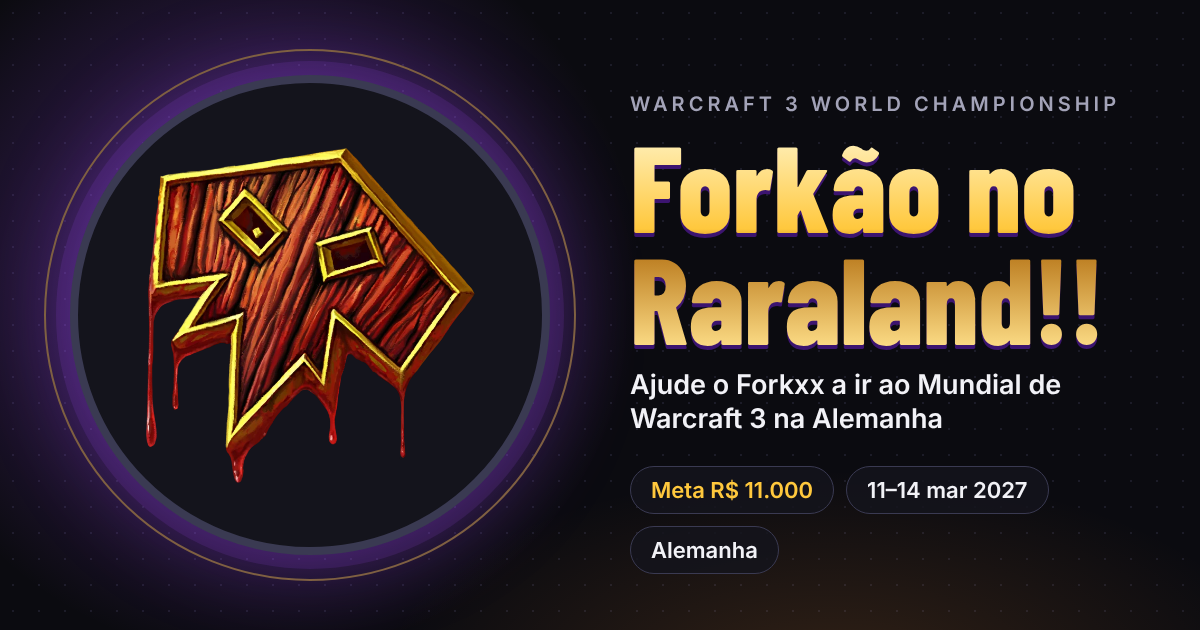 WARCRAFT 3 WORLD CHAMPIONSHIP
Forkão no
Raraland!!
Ajude o Forkxx a ir ao Mundial de
Warcraft 3 na Alemanha
Meta R$ 11.000
11–14 mar 2027
Alemanha